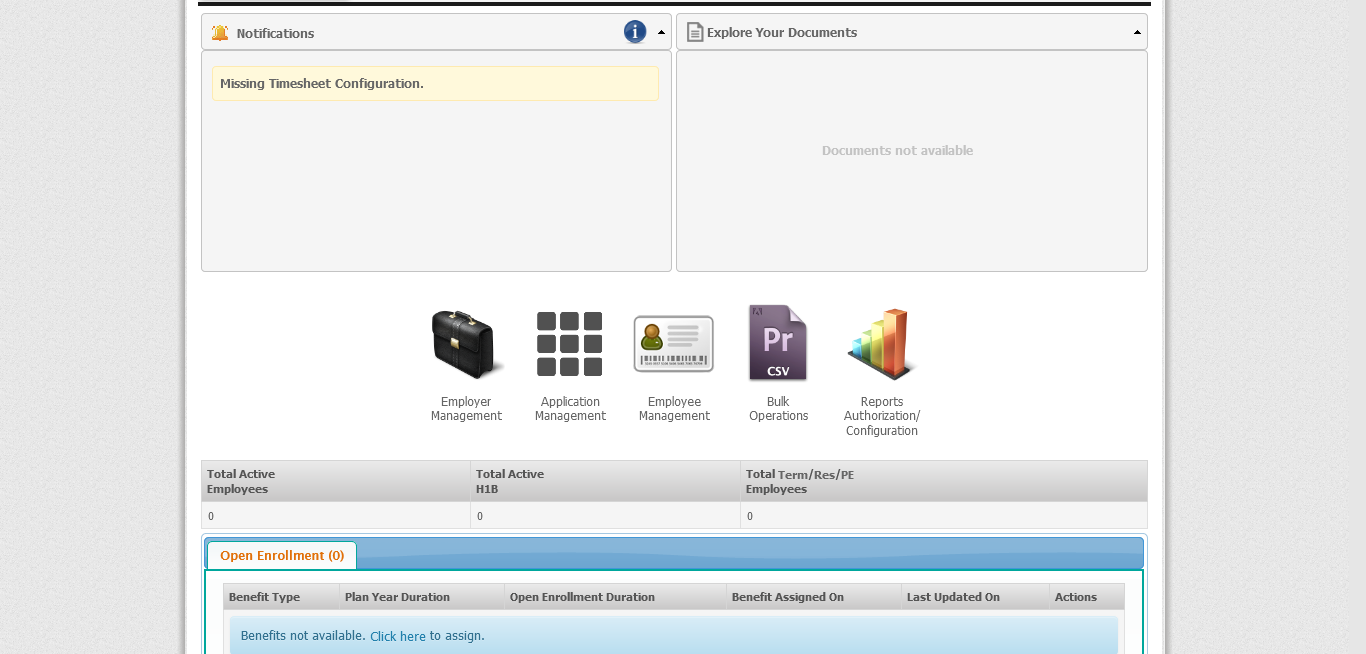 Notifications
Explore Your Documents
Missing Timesheet Configuration.
Documents not available
Pr
CSV
Employer
Management
Application
Management
Employee
Management
Bulk
Operations
Reports
Authorization/
Configuration
Total Active
Employees
Total Active
H1B
Total Term/Res/PE
Employees
0
0
0
Open Enrollment (0)
Benefit Type
Plan Year Duration
Open Enrollment Duration
Benefit Assigned On
Last Updated On
Actions
Benefits not available. Click here to assign.